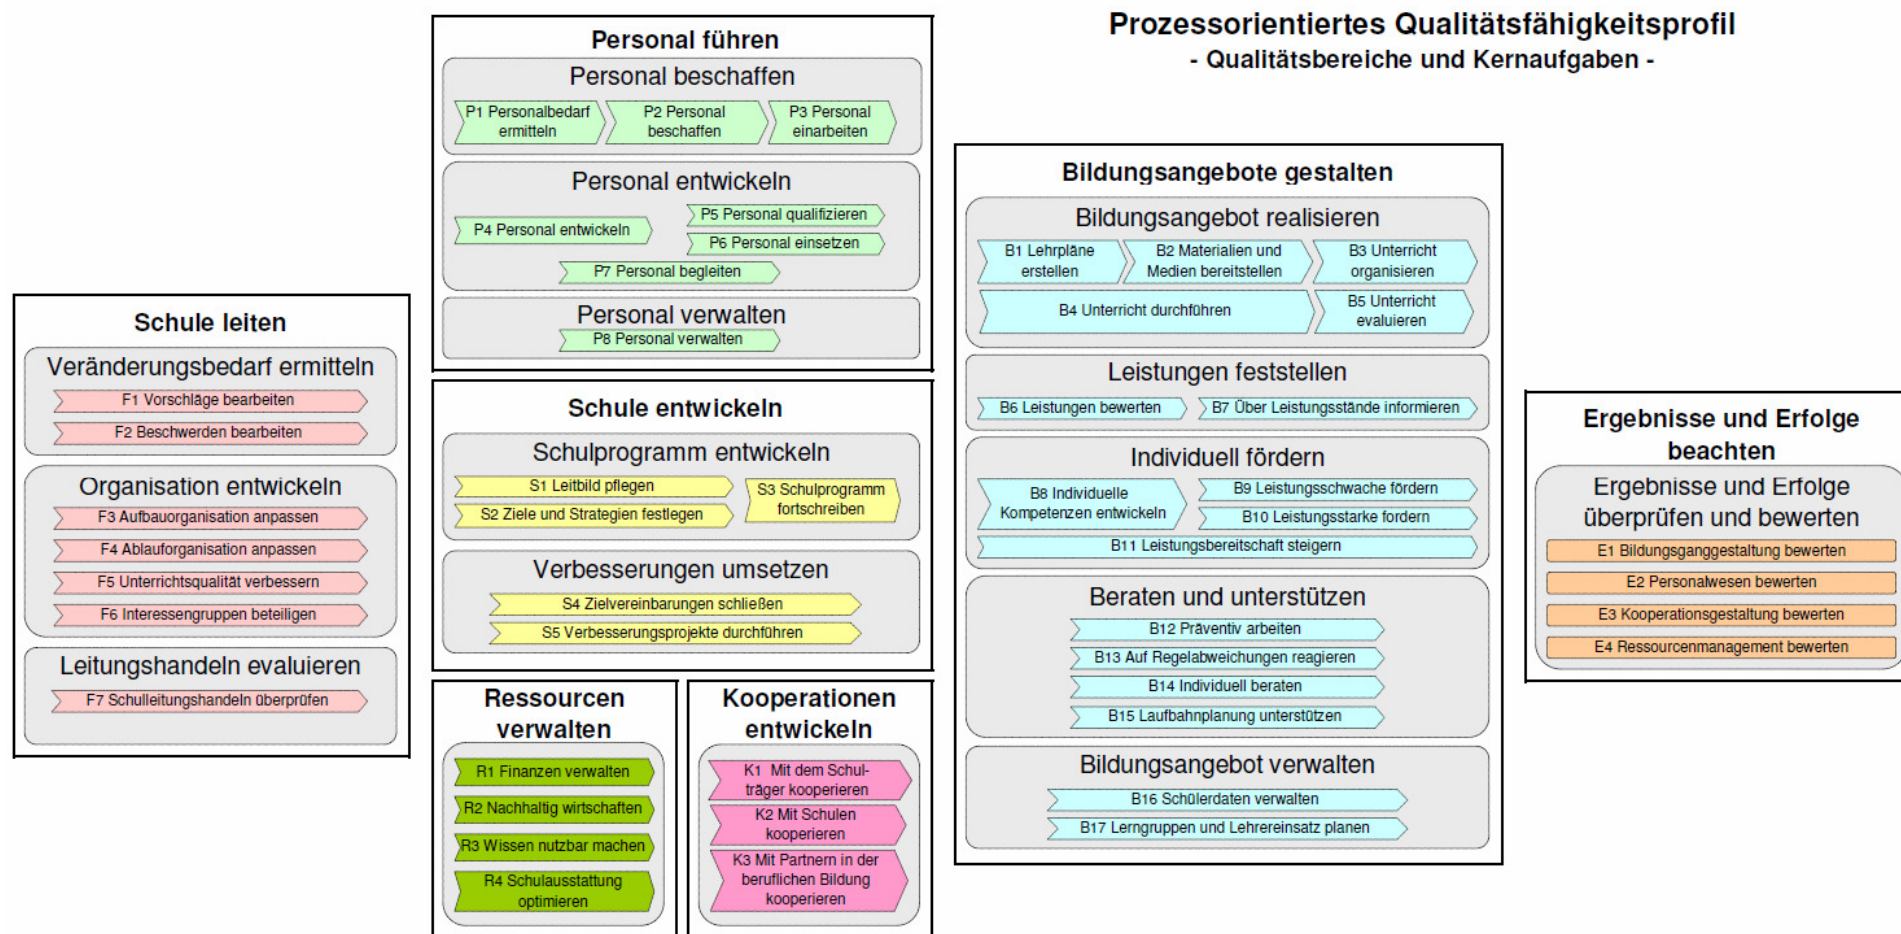 Prozessorientiertes Qualitätsfähigkeitsprofil
- Qualitätsbereiche und Kernaufgaben -
Schule leiten
Veränderungsbedarf ermitteln
F1 Vorschläge bearbeiten
F2 Beschwerden bearbeiten
Organisation entwickeln
F3 Aufbauorganisation anpassen
F4 Ablauforganisation anpassen
F5 Unterrichtsqualität verbessern
F6 Interessengruppen beteiligen
Leitungshandeln evaluieren
F7 Schulleitungshandeln überprüfen
Personal führen
Personal beschaffen
P1 Personalbedarf
ermitteln
P2 Personal
beschaffen
P3 Personal
einarbeiten
Personal entwickeln
P4 Personal entwickeln
P5 Personal qualifizieren
P6 Personal einsetzen
P7 Personal begleiten
Personal verwalten
P8 Personal verwalten
Schule entwickeln
Schulprogramm entwickeln
S1 Leitbild pflegen
S2 Ziele und Strategien festlegen
S3 Schulprogramm
fortschreiben
Verbesserungen umsetzen
S4 Zielvereinbarungen schließen
S5 Verbesserungsprojekte durchführen
Ressourcen
verwalten
R1 Finanzen verwalten
R2 Nachhaltig wirtschaften
R3 Wissen nutzbar machen
R4 Schulausstattung
optimieren
Kooperationen
entwickeln
K1 Mit dem Schul-
träger kooperieren
K2 Mit Schulen
kooperieren
K3 Mit Partnern in der
beruflichen Bildung
kooperieren
Bildungsangebote gestalten
Bildungsangebot realisieren
B1 Lehrpläne
erstellen
B2 Materialien und
Medien bereitstellen
B3 Unterricht
organisieren
B4 Unterricht durchführen
B5 Unterricht
evaluieren
Leistungen feststellen
B6 Leistungen bewerten
B7 Über Leistungsstände informieren
Individuell fördern
B8 Individuelle
Kompetenzen entwickeln
B9 Leistungsschwache fördern
B10 Leistungsstarke fordern
B11 Leistungsbereitschaft steigern
Beraten und unterstützen
B12 Präventiv arbeiten
B13 Auf Regelabweichungen reagieren
B14 Individuell beraten
B15 Laufbahnplanung unterstützen
Bildungsangebot verwalten
B16 Schülerdaten verwalten
B17 Lerngruppen und Lehrereinsatz planen
Ergebnisse und Erfolge
beachten
Ergebnisse und Erfolge
überprüfen und bewerten
E1 Bildungsganggestaltung bewerten
E2 Personalwesen bewerten
E3 Kooperationsgestaltung bewerten
E4 Ressourcenmanagement bewerten